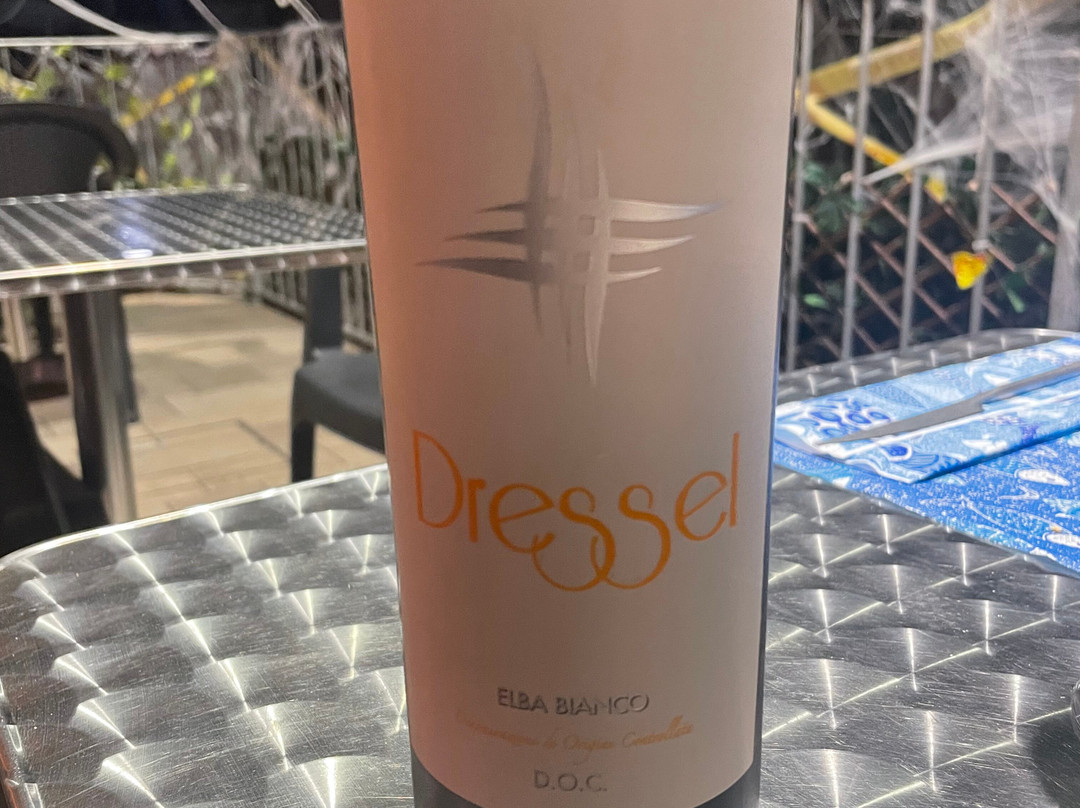 Dressel
ELBA BIANCO
Denominazione di Origine Controllata
D.O.C.